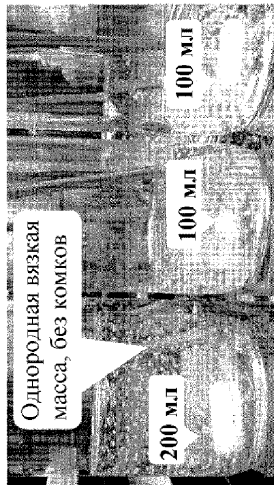 Однородная вязкая
масса, без комков
200 мл
100 мл
100 мл